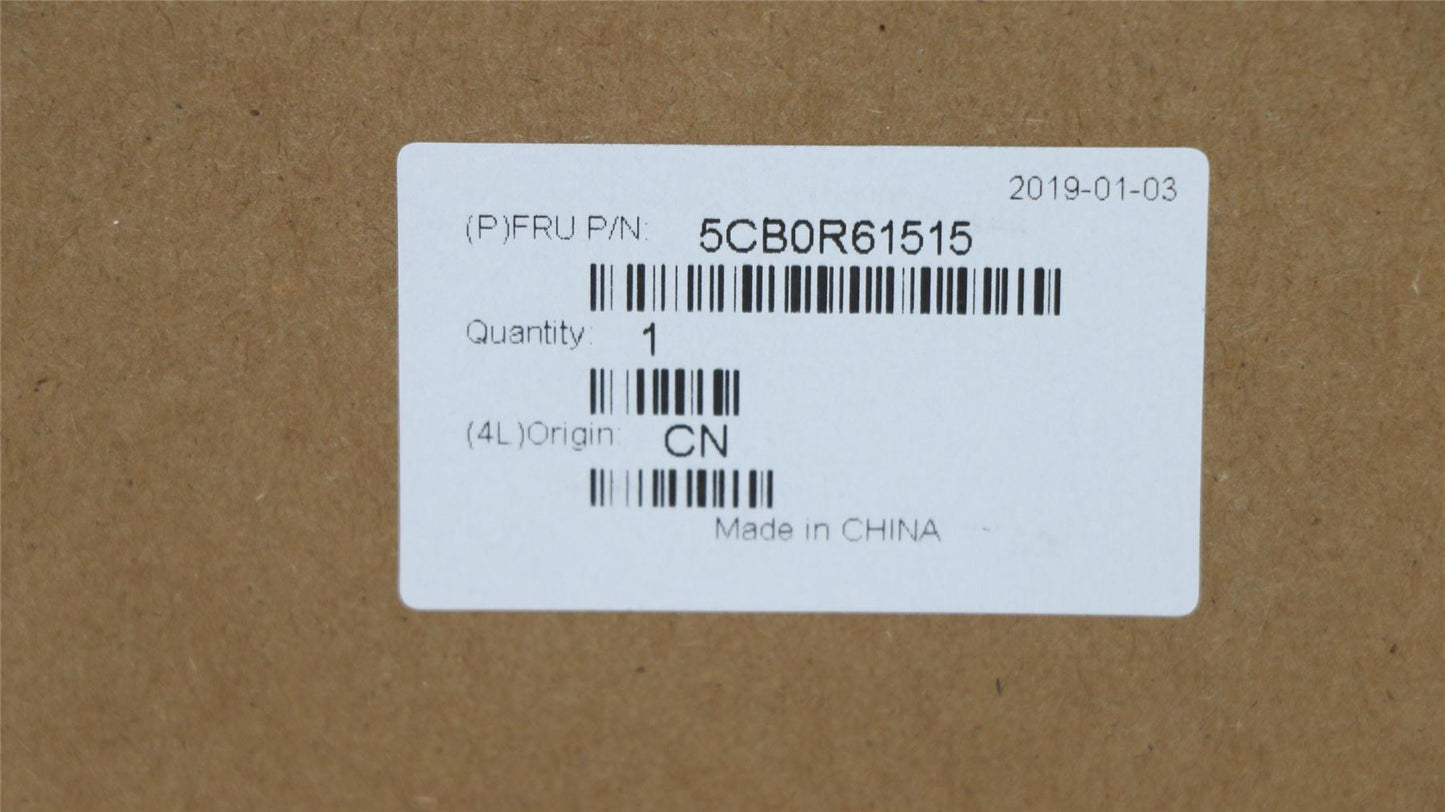 2019-01-03
(P)FRU P/N: 5CB0R61515
Quantity: 1
(4L)Origin: CN
Made in CHINA